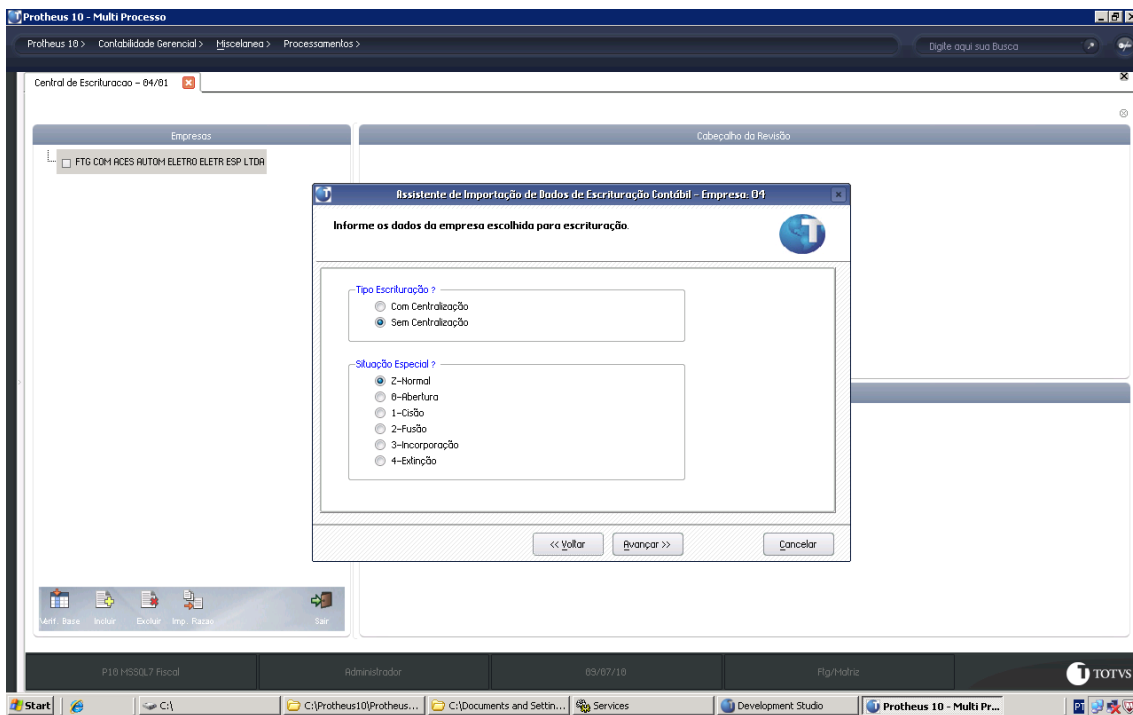 Protheus 10 - Multi Processo
Protheus 10 > Contabilidade Gerencial > Miscelanea > Processamentos >
Digite aqui sua Busca
Central de Escrituracao - 04/01
Empresas
Cabeçalho da Revisão
FTG COM ACES AUTOM ELETRO ELETR ESP LTDA
Assistente de Importação de Dados de Escrituração Contábil - Empresa: 04
Informe os dados da empresa escolhida para escrituração.
Tipo Escrituração ?
Com Centralização
Sem Centralização
Situação Especial ?
Z-Normal
0-Abertura
1-Cisão
2-Fusão
3-Incorporação
4-Extinção
<< Voltar
Avançar >>
Cancelar
Verif. Base
Incluir
Excluir
Imp. Razao
Sair
P10 MSSQL7 Fiscal
Administrador
09/07/10
Ftg/Matriz
TOTVS
Start
C:\
C:\Protheus10\Protheus...
C:\Documents and Settin...
Services
Development Studio
Protheus 10 - Multi Pr...
PT